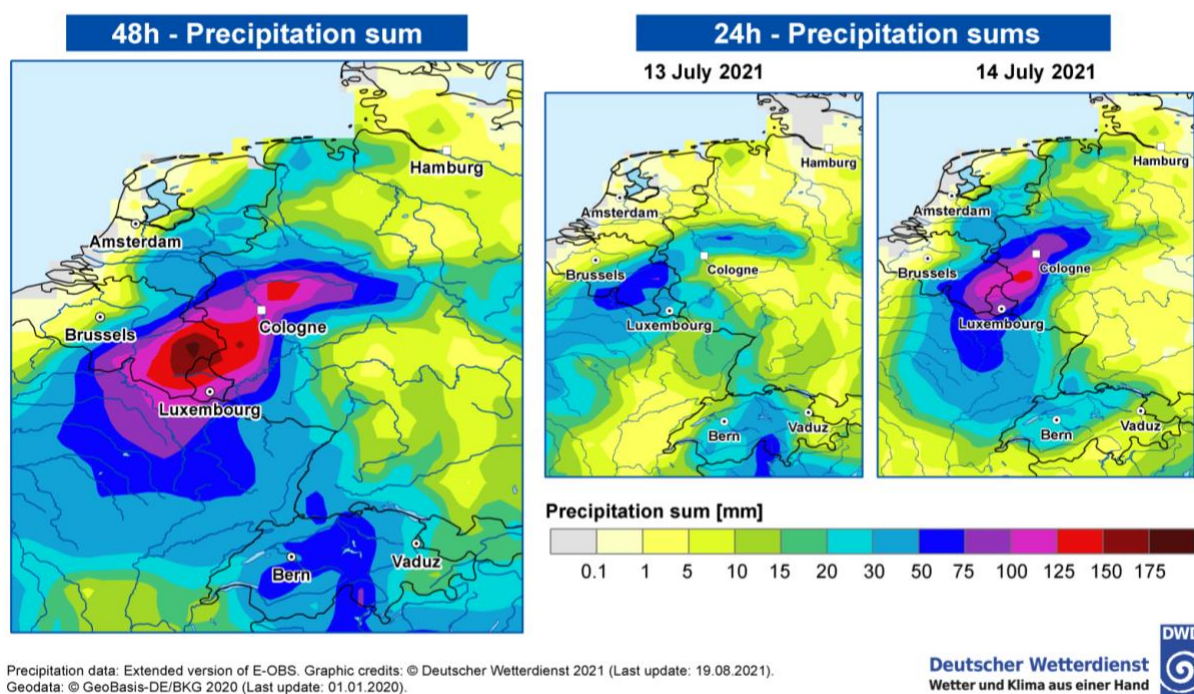 48h - Precipitation sum
Hamburg
Amsterdam
Brussels
Cologne
Luxembourg
Bern
Vaduz
24h - Precipitation sums
13 July 2021
Hamburg
Amsterdam
Brussels
Cologne
Luxembourg
Bern
Vaduz
14 July 2021
Hamburg
Amsterdam
Brussels
Cologne
Luxembourg
Bern
Vaduz
Precipitation sum [mm]
0.1 1 5 10 15 20 30 50 75 100 125 150 175
Precipitation data: Extended version of E-OBS. Graphic credits: © Deutscher Wetterdienst 2021 (Last update: 19.08.2021).
Geodata: © GeoBasis-DE/BKG 2020 (Last update: 01.01.2020).
Deutscher Wetterdienst
Wetter und Klima aus einer Hand
DWD